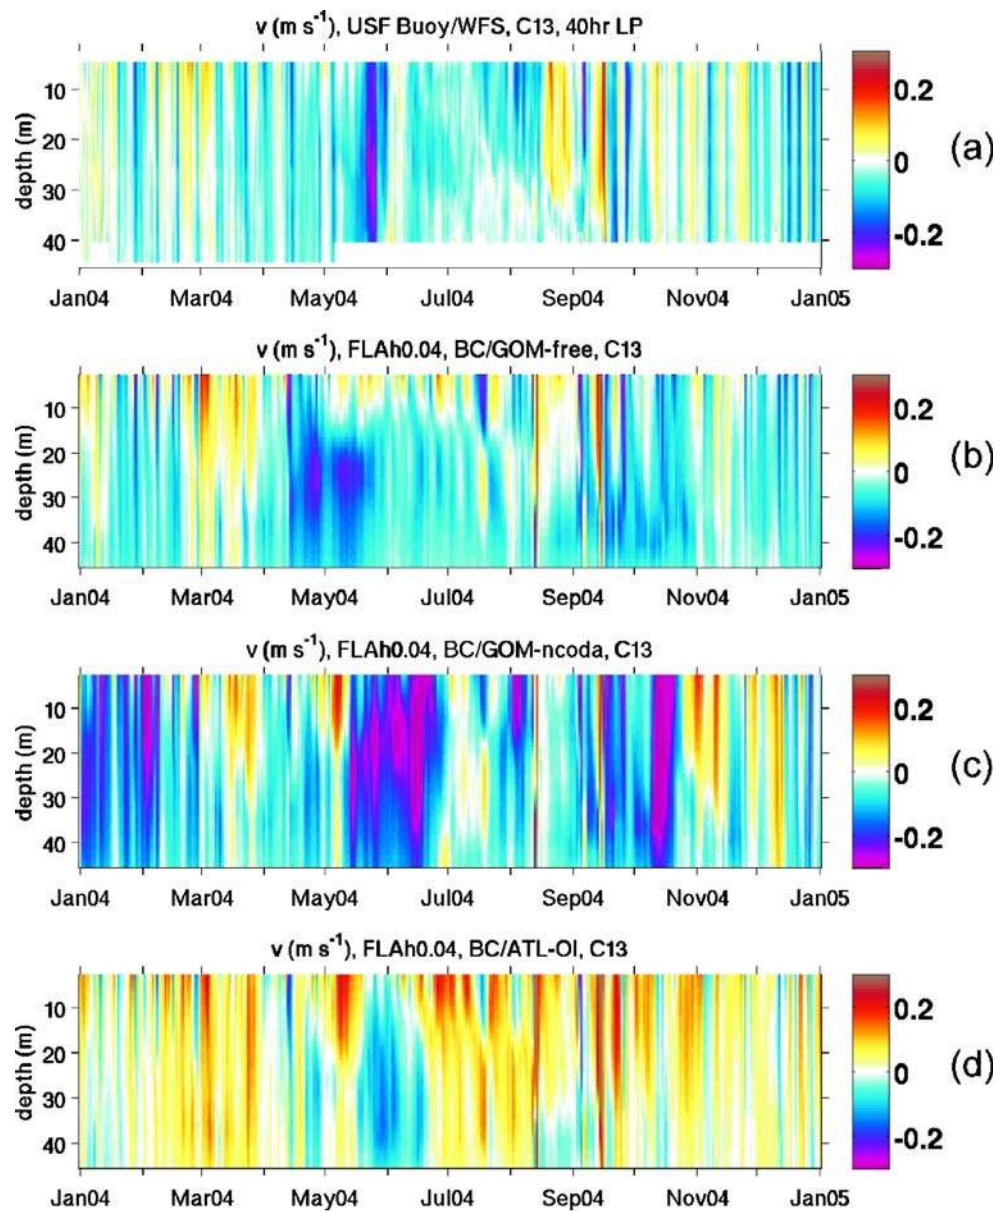 v (m s-1), USF Buoy/WFS, C13, 40hr LP
10
20
30
40
depth (m)
Jan04 Mar04 May04 Jul04 Sep04 Nov04 Jan05
0.2
0
-0.2
(a)
v (m s-1), FLAh0.04, BC/GOM-free, C13
10
20
30
40
depth (m)
Jan04 Mar04 May04 Jul04 Sep04 Nov04 Jan05
0.2
0
-0.2
(b)
v (m s-1), FLAh0.04, BC/GOM-ncoda, C13
10
20
30
40
depth (m)
Jan04 Mar04 May04 Jul04 Sep04 Nov04 Jan05
0.2
0
-0.2
(c)
v (m s-1), FLAh0.04, BC/ATL-OI, C13
10
20
30
40
depth (m)
Jan04 Mar04 May04 Jul04 Sep04 Nov04 Jan05
0.2
0
-0.2
(d)